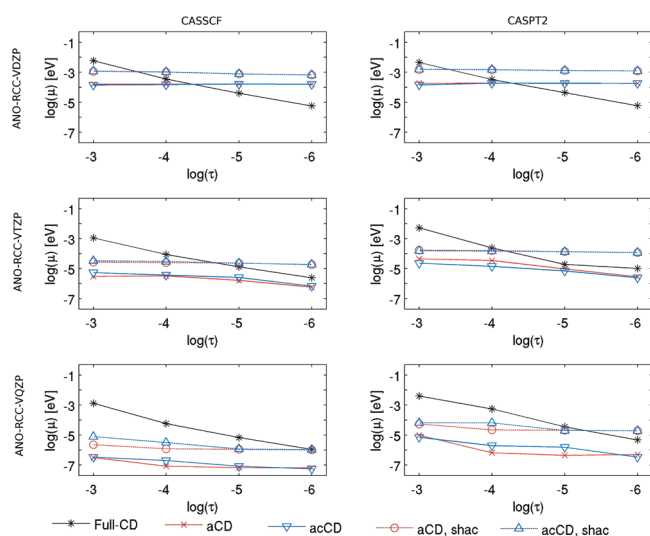 CASSCF CASPT2
ANO-RCC-VDZP
log(μ) [eV]
-1
-3
-5
-7
-3 -4 -5 -6
log(τ)
log(μ) [eV]
-1
-3
-5
-7
-3 -4 -5 -6
log(τ)
ANO-RCC-VTZP
log(μ) [eV]
-1
-3
-5
-7
-3 -4 -5 -6
log(τ)
log(μ) [eV]
-1
-3
-5
-7
-3 -4 -5 -6
log(τ)
ANO-RCC-VQZP
log(μ) [eV]
-1
-3
-5
-7
-3 -4 -5 -6
log(τ)
log(μ) [eV]
-1
-3
-5
-7
-3 -4 -5 -6
log(τ)
Full-CD aCD acCD aCD, shac acCD, shac